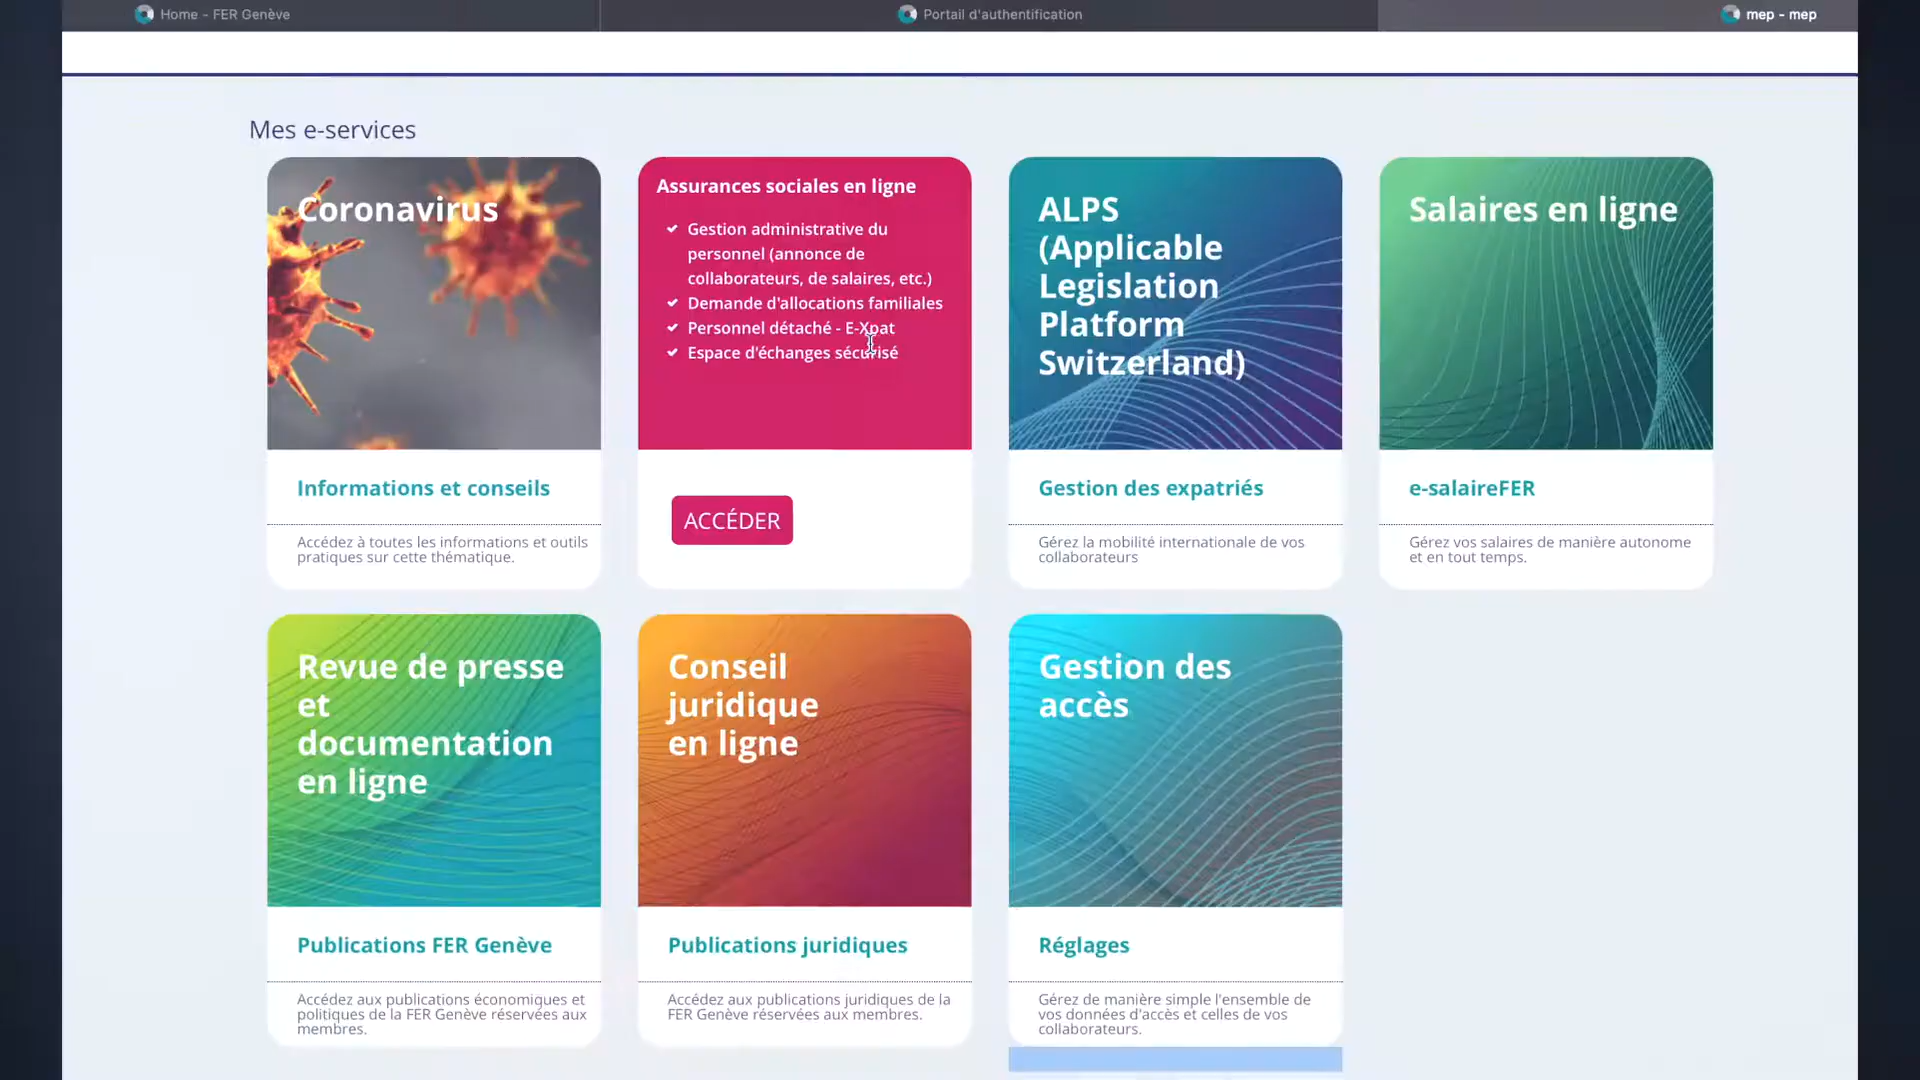 Home - FER Genève
Portail d'authentification
mep - mep
Mes e-services
Coronavirus
Informations et conseils
Accédez à toutes les informations et outils
pratiques sur cette thématique.
Assurances sociales en ligne
Gestion administrative du
personnel (annonce de
collaborateurs, de salaires, etc.)
Demande d'allocations familiales
Personnel détaché - E-Xpat
Espace d'échanges sécurisé
ACCÉDER
ALPS
(Applicable
Legislation
Platform
Switzerland)
Gestion des expatriés
Gérez la mobilité internationale de vos
collaborateurs
Salaires en ligne
e-salaireFER
Gérez vos salaires de manière autonome
et en tout temps.
Revue de presse
et
documentation
en ligne
Publications FER Genève
Accédez aux publications économiques et
politiques de la FER Genève réservées aux
membres.
Conseil
juridique
en ligne
Publications juridiques
Accédez aux publications juridiques de la
FER Genève réservées aux membres.
Gestion des
accès
Réglages
Gérez de manière simple l'ensemble de
vos données d'accès et celles de vos
collaborateurs.